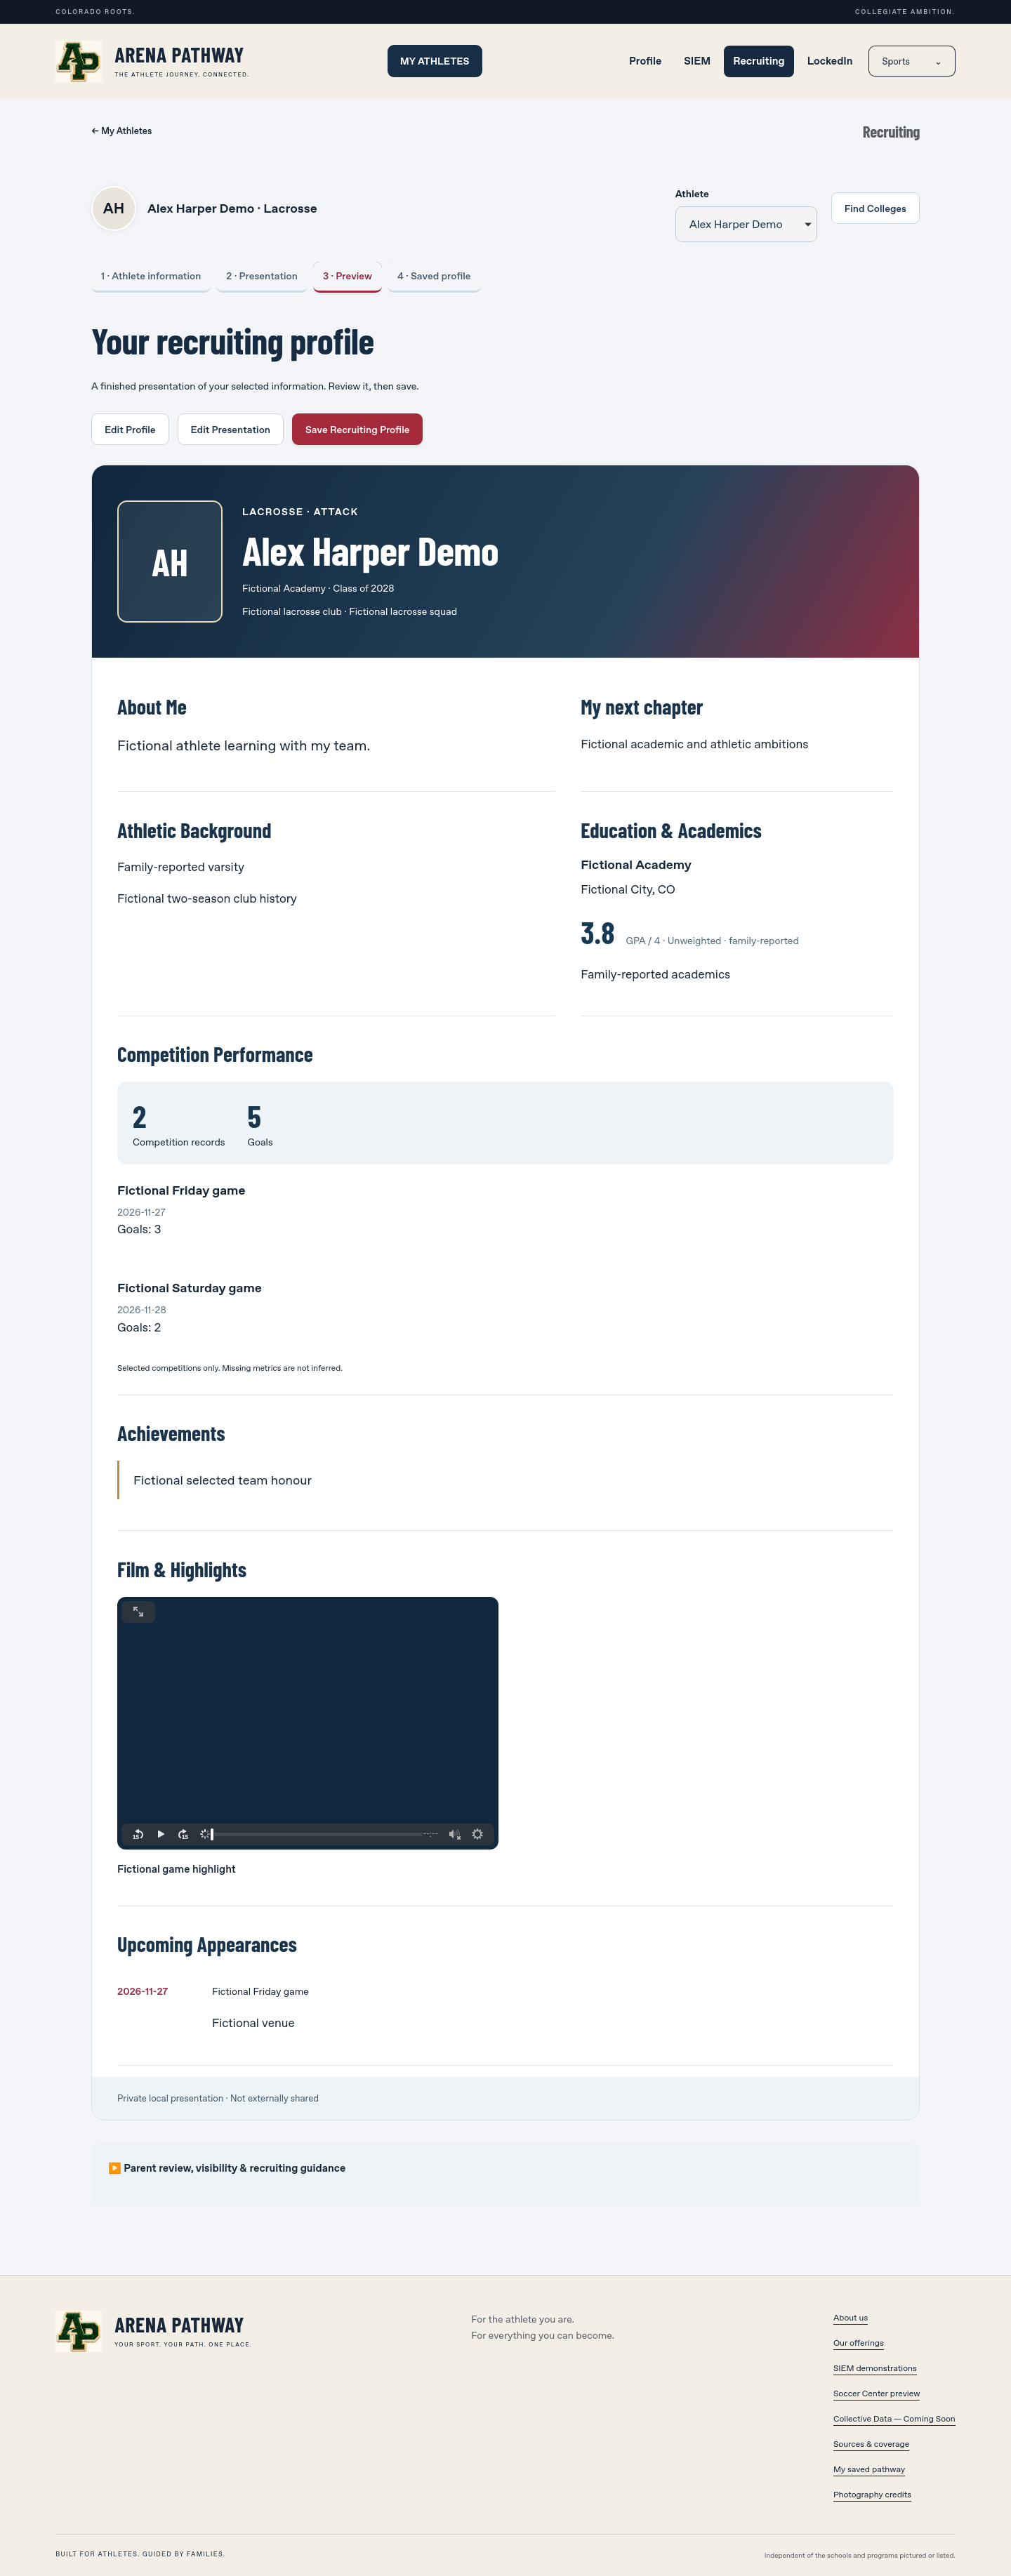 COLORADO ROOTS.
COLLEGIATE AMBITION.
AP
ARENA PATHWAY
THE ATHLETE JOURNEY, CONNECTED.
MY ATHLETES
Profile
SIEM
Recruiting
LockedIn
Sports
← My Athletes
Recruiting
AH
Alex Harper Demo · Lacrosse
Athlete
Alex Harper Demo
Find Colleges
1 · Athlete information
2 · Presentation
3 · Preview
4 · Saved profile
Your recruiting profile
A finished presentation of your selected information. Review it, then save.
Edit Profile
Edit Presentation
Save Recruiting Profile
AH
LACROSSE · ATTACK
Alex Harper Demo
Fictional Academy · Class of 2028
Fictional lacrosse club · Fictional lacrosse squad
About Me
Fictional athlete learning with my team.
My next chapter
Fictional academic and athletic ambitions
Athletic Background
Family-reported varsity
Fictional two-season club history
Education & Academics
Fictional Academy
Fictional City, CO
3.8 GPA / 4 · Unweighted · family-reported
Family-reported academics
Competition Performance
2
Competition records
5
Goals
Fictional Friday game
2026-11-27
Goals: 3
Fictional Saturday game
2026-11-28
Goals: 2
Selected competitions only. Missing metrics are not inferred.
Achievements
Fictional selected team honour
Film & Highlights
15
15
--:--
Fictional game highlight
Upcoming Appearances
2026-11-27
Fictional Friday game
Fictional venue
Private local presentation · Not externally shared
▶️ Parent review, visibility & recruiting guidance
AP
ARENA PATHWAY
YOUR SPORT. YOUR PATH. ONE PLACE.
For the athlete you are.
For everything you can become.
About us
Our offerings
SIEM demonstrations
Soccer Center preview
Collective Data — Coming Soon
Sources & coverage
My saved pathway
Photography credits
BUILT FOR ATHLETES. GUIDED BY FAMILIES.
Independent of the schools and programs pictured or listed.